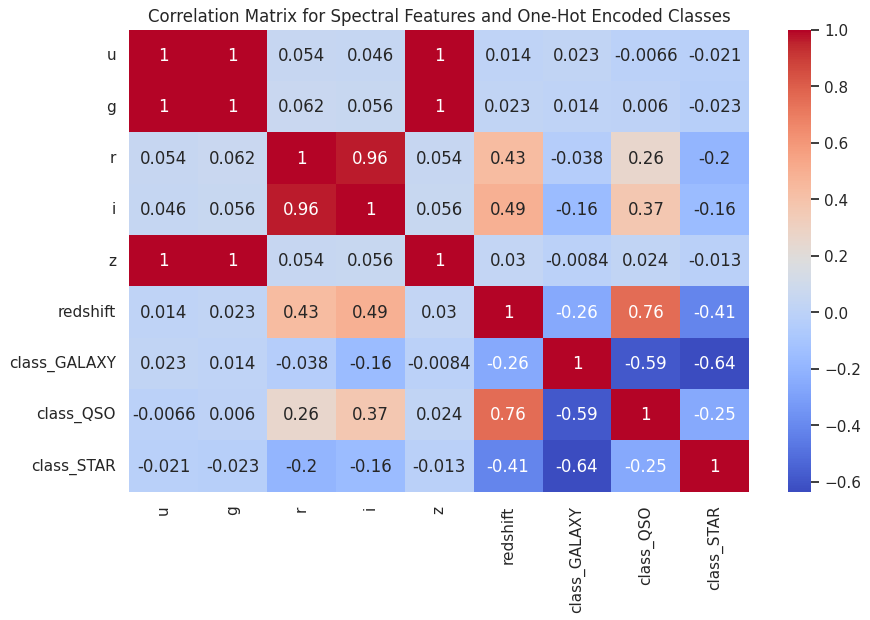 Correlation Matrix for Spectral Features and One-Hot Encoded Classes
u 1 1 0.054 0.046 1 0.014 0.023 -0.0066 -0.021
g 1 1 0.062 0.056 1 0.023 0.014 0.006 -0.023
r 0.054 0.062 1 0.96 0.054 0.43 -0.038 0.26 -0.2
i 0.046 0.056 0.96 1 0.056 0.49 -0.16 0.37 -0.16
z 1 1 0.054 0.056 1 0.03 -0.0084 0.024 -0.013
redshift 0.014 0.023 0.43 0.49 0.03 1 -0.26 0.76 -0.41
class_GALAXY 0.023 0.014 -0.038 -0.16 -0.0084 -0.26 1 -0.59 -0.64
class_QSO -0.0066 0.006 0.26 0.37 0.024 0.76 -0.59 1 -0.25
class_STAR -0.021 -0.023 -0.2 -0.16 -0.013 -0.41 -0.64 -0.25 1
u g r i z redshift class_GALAXY class_QSO class_STAR
1.0
0.8
0.6
0.4
0.2
0.0
−0.2
−0.4
−0.6